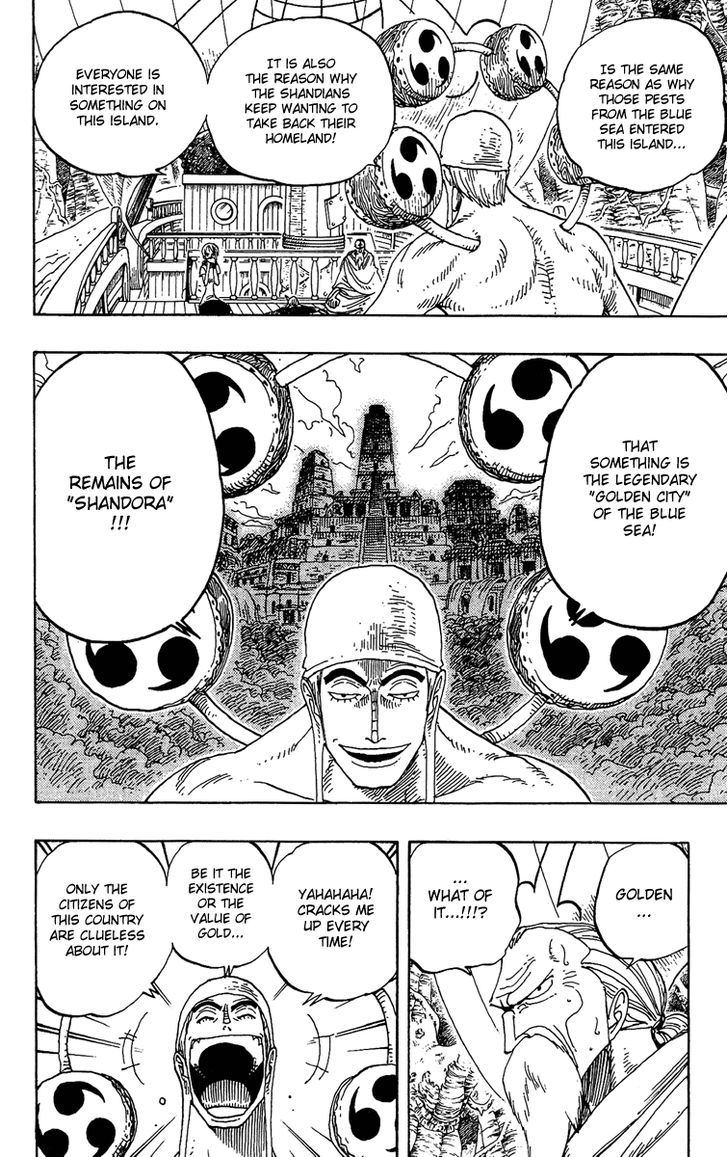 IS THE SAME
REASON AS WHY
THOSE PESTS
FROM THE BLUE
SEA ENTERED
THIS ISLAND...
IT IS ALSO
THE REASON WHY
THE SHANDIANS
KEEP WANTING TO
TAKE BACK THEIR
HOMELAND!
EVERYONE IS
INTERESTED IN
SOMETHING ON
THIS ISLAND.
THAT
SOMETHING IS
THE LEGENDARY
"GOLDEN CITY"
OF THE BLUE
SEA!
THE
REMAINS OF
"SHANDORA"
!!!
GOLDEN
...
...
WHAT OF
IT...!!!?
YAHAHAHA!
CRACKS ME
UP EVERY
TIME!
BE IT THE
EXISTENCE
OR THE
VALUE OF
GOLD...
ONLY THE
CITIZENS OF
THIS COUNTRY
ARE CLUELESS
ABOUT IT!